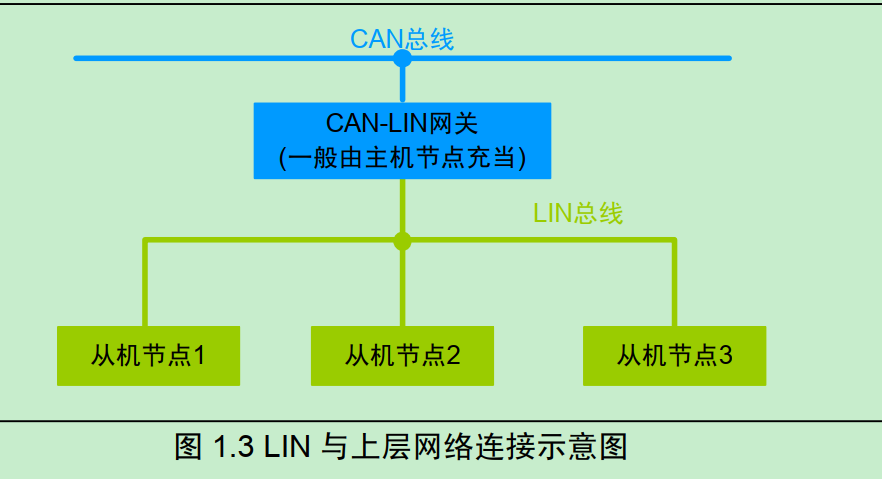 CAN总线
CAN-LIN网关
(一般由主机节点充当)
LIN总线
从机节点1
从机节点2
从机节点3
图 1.3 LIN 与上层网络连接示意图